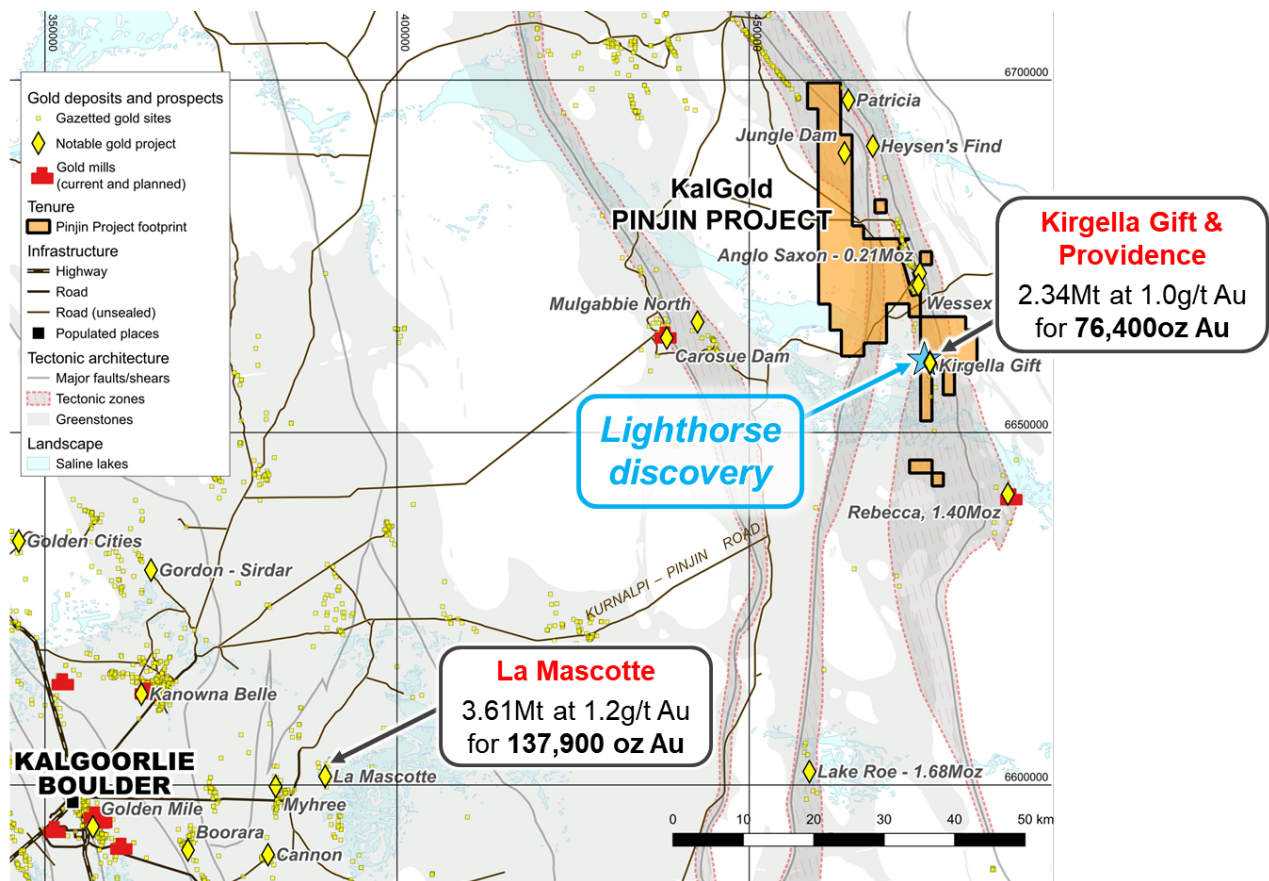 350000
400000
450000
6700000
6650000
6600000
Gold deposits and prospects
Gazetted gold sites
Notable gold project
Gold mills
(current and planned)
Tenure
Pinjin Project footprint
Infrastructure
Highway
Road
Road (unsealed)
Populated places
Tectonic architecture
Major faults/shears
Tectonic zones
Greenstones
Landscape
Saline lakes
Patricia
Jungle Dam
Heysen's Find
KalGold
PINJIN PROJECT
Anglo Saxon - 0.21Moz
Wessex
Kirgella Gift &
Providence
2.34Mt at 1.0g/t Au
for 76,400oz Au
Mulgabbie North
Carosue Dam
Kirgella Gift
Lighthorse
discovery
Rebecca, 1.40Moz
Golden Cities
Gordon - Sirdar
KURNALPI – PINJIN ROAD
Kanowna Belle
La Mascotte
3.61Mt at 1.2g/t Au
for 137,900 oz Au
KALGOORLIE
BOULDER
Golden Mile
La Mascotte
Myhree
Boorara
Cannon
Lake Roe - 1.68Moz
0 10 20 30 40 50 km